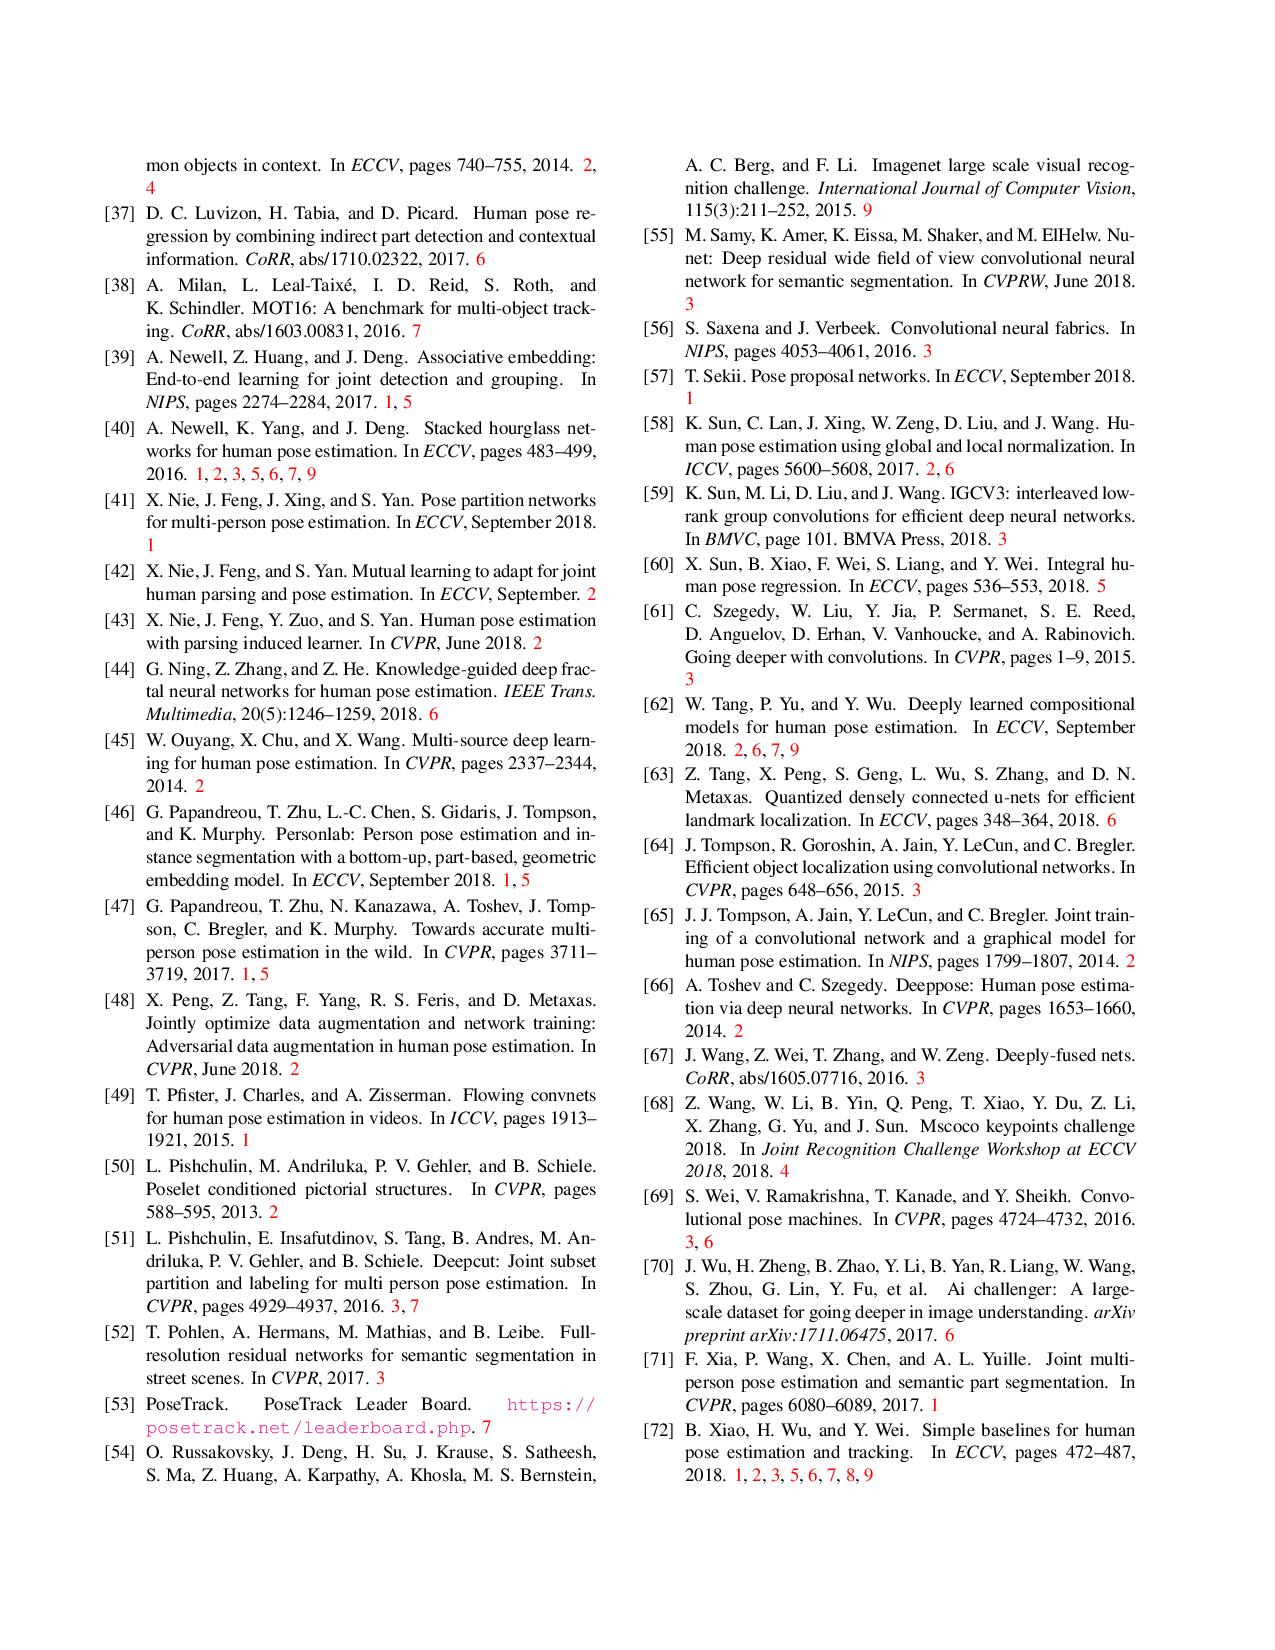 mon objects in context. In ECCV, pages 740–755, 2014. 2,
4
[37] D. C. Luvizon, H. Tabia, and D. Picard. Human pose re-
gression by combining indirect part detection and contextual
information. CoRR, abs/1710.02322, 2017. 6
[38] A. Milan, L. Leal-Taixé, I. D. Reid, S. Roth, and
K. Schindler. MOT16: A benchmark for multi-object track-
ing. CoRR, abs/1603.00831, 2016. 7
[39] A. Newell, Z. Huang, and J. Deng. Associative embedding:
End-to-end learning for joint detection and grouping. In
NIPS, pages 2274–2284, 2017. 1, 5
[40] A. Newell, K. Yang, and J. Deng. Stacked hourglass net-
works for human pose estimation. In ECCV, pages 483–499,
2016. 1, 2, 3, 5, 6, 7, 9
[41] X. Nie, J. Feng, J. Xing, and S. Yan. Pose partition networks
for multi-person pose estimation. In ECCV, September 2018.
1
[42] X. Nie, J. Feng, and S. Yan. Mutual learning to adapt for joint
human parsing and pose estimation. In ECCV, September. 2
[43] X. Nie, J. Feng, Y. Zuo, and S. Yan. Human pose estimation
with parsing induced learner. In CVPR, June 2018. 2
[44] G. Ning, Z. Zhang, and Z. He. Knowledge-guided deep frac-
tal neural networks for human pose estimation. IEEE Trans.
Multimedia, 20(5):1246–1259, 2018. 6
[45] W. Ouyang, X. Chu, and X. Wang. Multi-source deep learn-
ing for human pose estimation. In CVPR, pages 2337–2344,
2014. 2
[46] G. Papandreou, T. Zhu, L.-C. Chen, S. Gidaris, J. Tompson,
and K. Murphy. Personlab: Person pose estimation and in-
stance segmentation with a bottom-up, part-based, geometric
embedding model. In ECCV, September 2018. 1, 5
[47] G. Papandreou, T. Zhu, N. Kanazawa, A. Toshev, J. Tomp-
son, C. Bregler, and K. Murphy. Towards accurate multi-
person pose estimation in the wild. In CVPR, pages 3711–
3719, 2017. 1, 5
[48] X. Peng, Z. Tang, F. Yang, R. S. Feris, and D. Metaxas.
Jointly optimize data augmentation and network training:
Adversarial data augmentation in human pose estimation. In
CVPR, June 2018. 2
[49] T. Pfister, J. Charles, and A. Zisserman. Flowing convnets
for human pose estimation in videos. In ICCV, pages 1913–
1921, 2015. 1
[50] L. Pishchulin, M. Andriluka, P. V. Gehler, and B. Schiele.
Poselet conditioned pictorial structures. In CVPR, pages
588–595, 2013. 2
[51] L. Pishchulin, E. Insafutdinov, S. Tang, B. Andres, M. An-
driluka, P. V. Gehler, and B. Schiele. Deepcut: Joint subset
partition and labeling for multi person pose estimation. In
CVPR, pages 4929–4937, 2016. 3, 7
[52] T. Pohlen, A. Hermans, M. Mathias, and B. Leibe. Full-
resolution residual networks for semantic segmentation in
street scenes. In CVPR, 2017. 3
[53] PoseTrack. PoseTrack Leader Board. https://
posetrack.net/leaderboard.php. 7
[54] O. Russakovsky, J. Deng, H. Su, J. Krause, S. Satheesh,
S. Ma, Z. Huang, A. Karpathy, A. Khosla, M. S. Bernstein,
A. C. Berg, and F. Li. Imagenet large scale visual recog-
nition challenge. International Journal of Computer Vision,
115(3):211–252, 2015. 9
[55] M. Samy, K. Amer, K. Eissa, M. Shaker, and M. ElHelw. Nu-
net: Deep residual wide field of view convolutional neural
network for semantic segmentation. In CVPRW, June 2018.
3
[56] S. Saxena and J. Verbeek. Convolutional neural fabrics. In
NIPS, pages 4053–4061, 2016. 3
[57] T. Sekii. Pose proposal networks. In ECCV, September 2018.
1
[58] K. Sun, C. Lan, J. Xing, W. Zeng, D. Liu, and J. Wang. Hu-
man pose estimation using global and local normalization. In
ICCV, pages 5600–5608, 2017. 2, 6
[59] K. Sun, M. Li, D. Liu, and J. Wang. IGCV3: interleaved low-
rank group convolutions for efficient deep neural networks.
In BMVC, page 101. BMVA Press, 2018. 3
[60] X. Sun, B. Xiao, F. Wei, S. Liang, and Y. Wei. Integral hu-
man pose regression. In ECCV, pages 536–553, 2018. 5
[61] C. Szegedy, W. Liu, Y. Jia, P. Sermanet, S. E. Reed,
D. Anguelov, D. Erhan, V. Vanhoucke, and A. Rabinovich.
Going deeper with convolutions. In CVPR, pages 1–9, 2015.
3
[62] W. Tang, P. Yu, and Y. Wu. Deeply learned compositional
models for human pose estimation. In ECCV, September
2018. 2, 6, 7, 9
[63] Z. Tang, X. Peng, S. Geng, L. Wu, S. Zhang, and D. N.
Metaxas. Quantized densely connected u-nets for efficient
landmark localization. In ECCV, pages 348–364, 2018. 6
[64] J. Tompson, R. Goroshin, A. Jain, Y. LeCun, and C. Bregler.
Efficient object localization using convolutional networks. In
CVPR, pages 648–656, 2015. 3
[65] J. J. Tompson, A. Jain, Y. LeCun, and C. Bregler. Joint train-
ing of a convolutional network and a graphical model for
human pose estimation. In NIPS, pages 1799–1807, 2014. 2
[66] A. Toshev and C. Szegedy. Deeppose: Human pose estima-
tion via deep neural networks. In CVPR, pages 1653–1660,
2014. 2
[67] J. Wang, Z. Wei, T. Zhang, and W. Zeng. Deeply-fused nets.
CoRR, abs/1605.07716, 2016. 3
[68] Z. Wang, W. Li, B. Yin, Q. Peng, T. Xiao, Y. Du, Z. Li,
X. Zhang, G. Yu, and J. Sun. Mscoco keypoints challenge
2018. In Joint Recognition Challenge Workshop at ECCV
2018, 2018. 4
[69] S. Wei, V. Ramakrishna, T. Kanade, and Y. Sheikh. Convo-
lutional pose machines. In CVPR, pages 4724–4732, 2016.
3, 6
[70] J. Wu, H. Zheng, B. Zhao, Y. Li, B. Yan, R. Liang, W. Wang,
S. Zhou, G. Lin, Y. Fu, et al. Ai challenger: A large-
scale dataset for going deeper in image understanding. arXiv
preprint arXiv:1711.06475, 2017. 6
[71] F. Xia, P. Wang, X. Chen, and A. L. Yuille. Joint multi-
person pose estimation and semantic part segmentation. In
CVPR, pages 6080–6089, 2017. 1
[72] B. Xiao, H. Wu, and Y. Wei. Simple baselines for human
pose estimation and tracking. In ECCV, pages 472–487,
2018. 1, 2, 3, 5, 6, 7, 8, 9